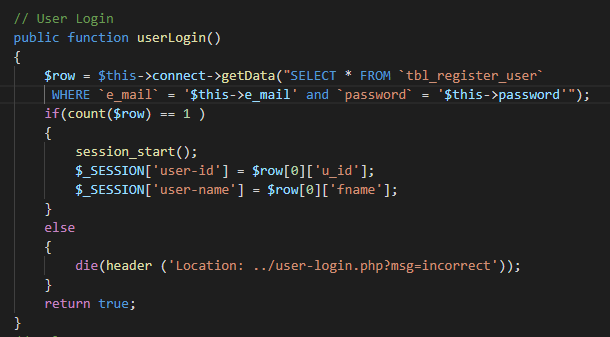 // User Login
public function userLogin()
{
$row = $this->connect->getData("SELECT * FROM `tbl_register_user`
WHERE `e_mail` = '$this->e_mail' and `password` = '$this->password'");
if(count($row) == 1 )
{
session_start();
$_SESSION['user-id'] = $row[0]['u_id'];
$_SESSION['user-name'] = $row[0]['fname'];
}
else
{
die(header ('Location: ../user-login.php?msg=incorrect'));
}
return true;
}